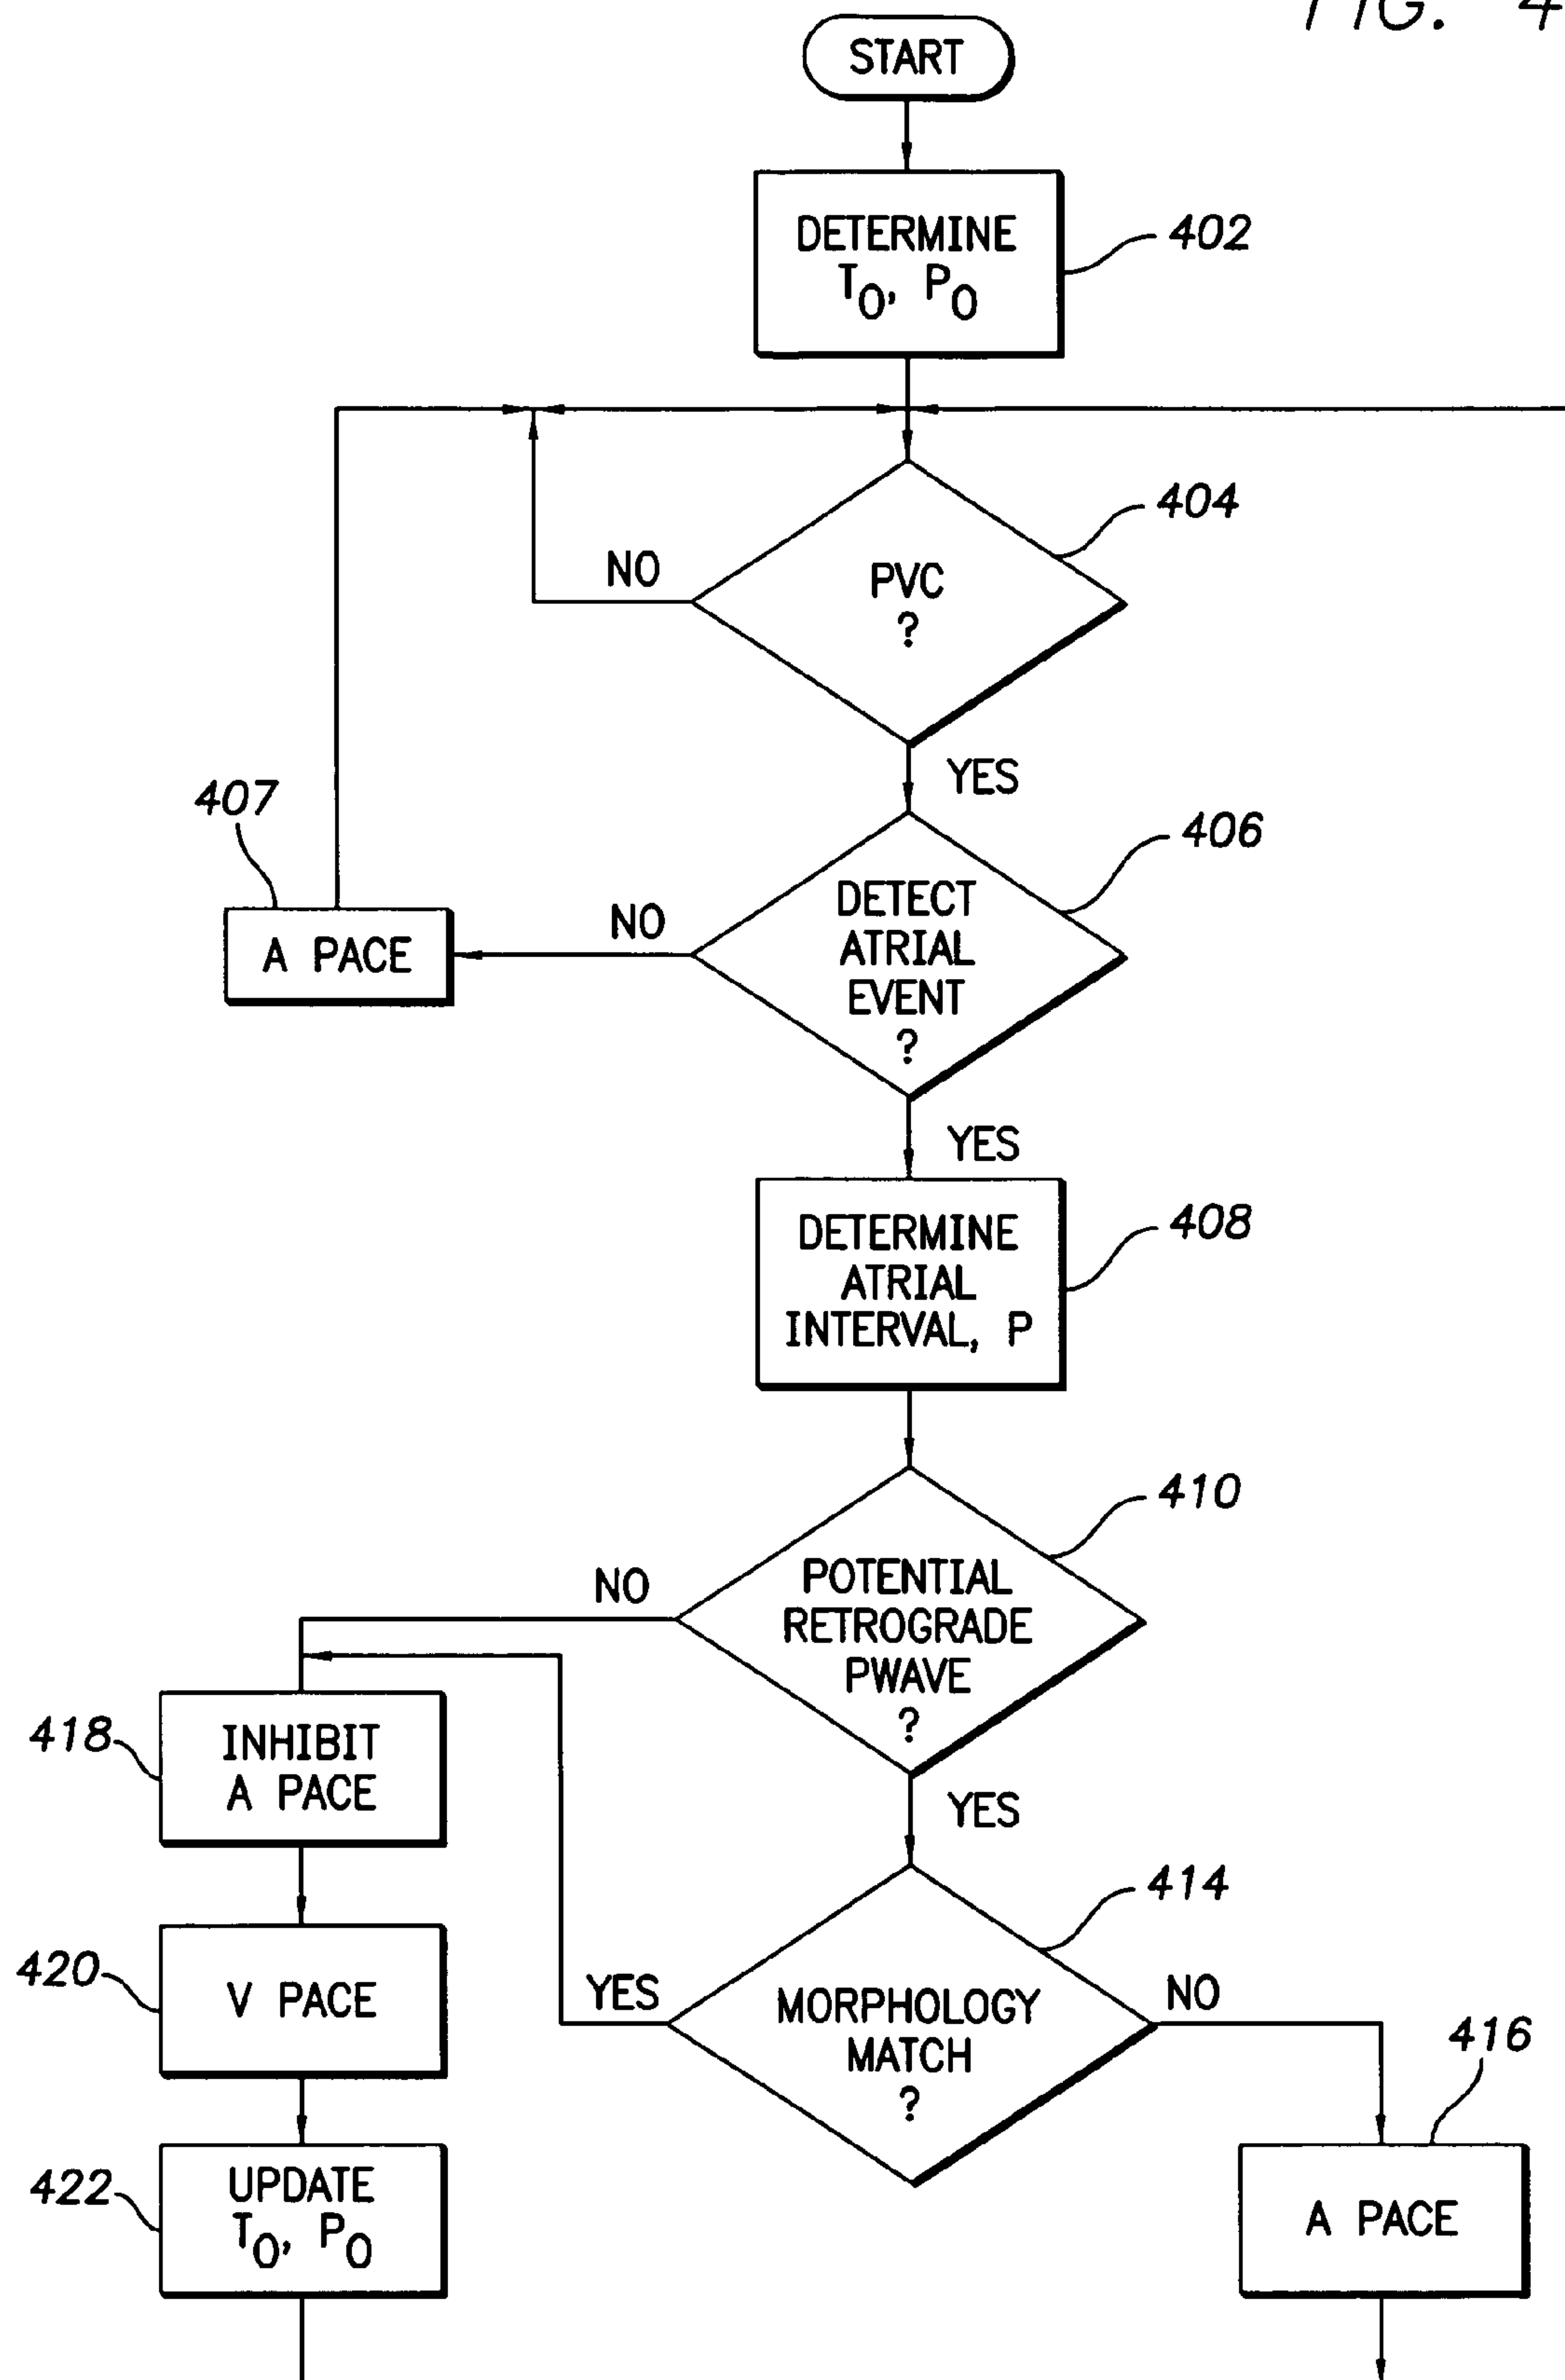 FIG. 4
START
DETERMINE
T0, P0
402
404
NO
PVC
?
YES
407
406
A PACE
NO
DETECT
ATRIAL
EVENT
?
YES
DETERMINE
ATRIAL
INTERVAL, P
408
410
NO
POTENTIAL
RETROGRADE
PWAVE
?
418
INHIBIT
A PACE
YES
414
420
V PACE
YES
MORPHOLOGY
MATCH
?
NO
416
422
UPDATE
T0, P0
A PACE